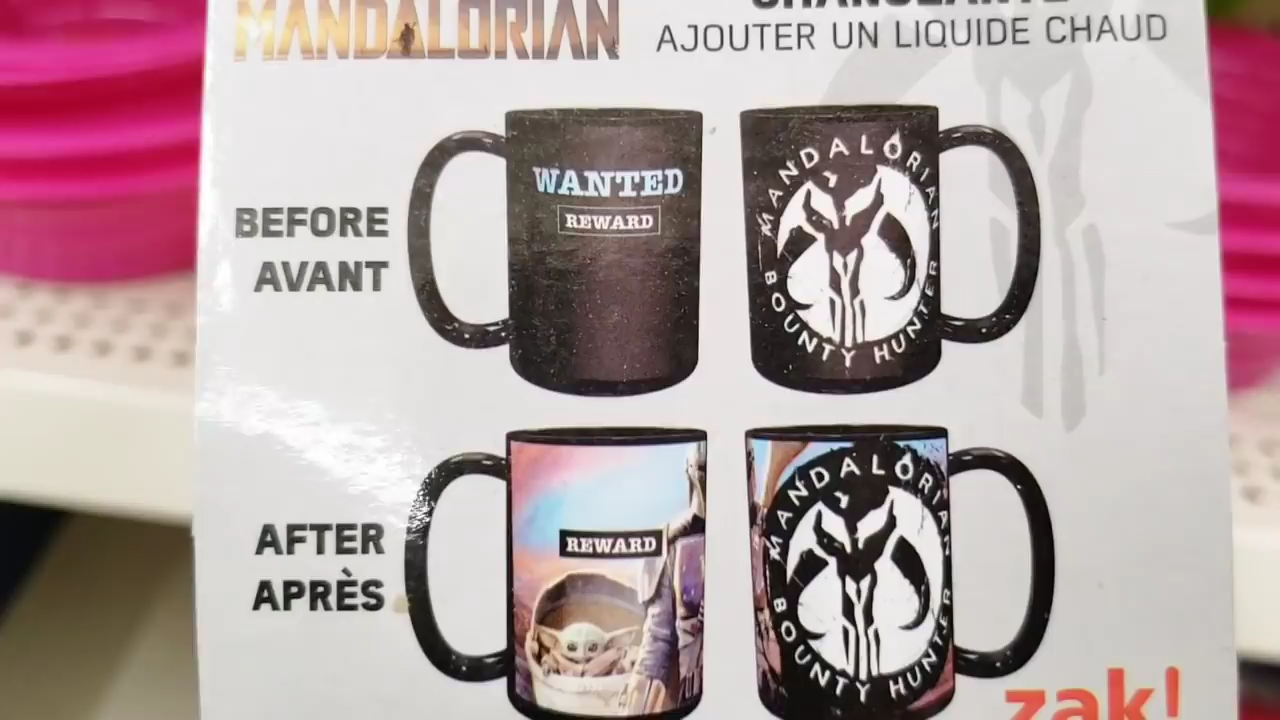 MANDALORIAN
AJOUTER UN LIQUIDE CHAUD
BEFORE
AVANT
WANTED
REWARD
MANDALORIAN
BOUNTY HUNTER
AFTER
APRÈS
REWARD
MANDALORIAN
BOUNTY HUNTER
zak!